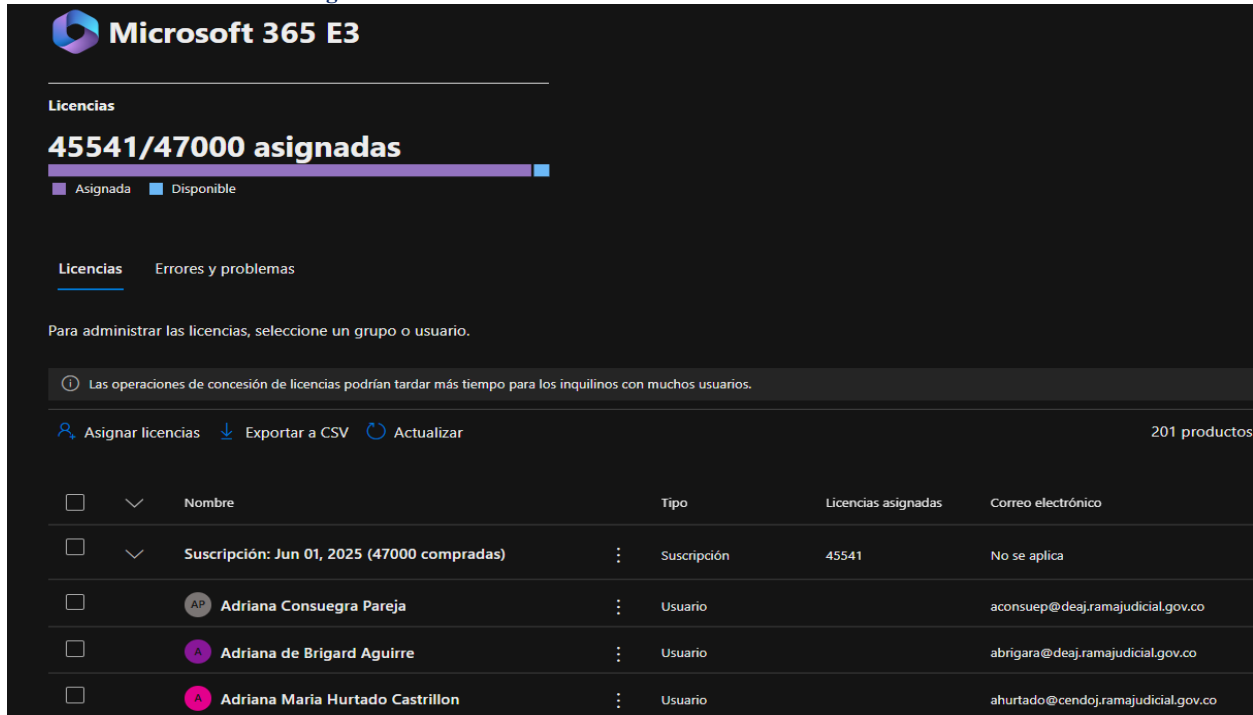 Microsoft 365 E3
Licencias
45541/47000 asignadas
Asignada Disponible
Licencias Errores y problemas
Para administrar las licencias, seleccione un grupo o usuario.
Las operaciones de concesión de licencias podrían tardar más tiempo para los inquilinos con muchos usuarios.
Asignar licencias Exportar a CSV Actualizar 201 productos
Nombre Tipo Licencias asignadas Correo electrónico
Suscripción: Jun 01, 2025 (47000 compradas) Suscripción 45541 No se aplica
AP Adriana Consuegra Pareja Usuario aconsuep@deaj.ramajudicial.gov.co
A Adriana de Brigard Aguirre Usuario abrigara@deaj.ramajudicial.gov.co
A Adriana Maria Hurtado Castrillon Usuario ahurtado@cendoj.ramajudicial.gov.co